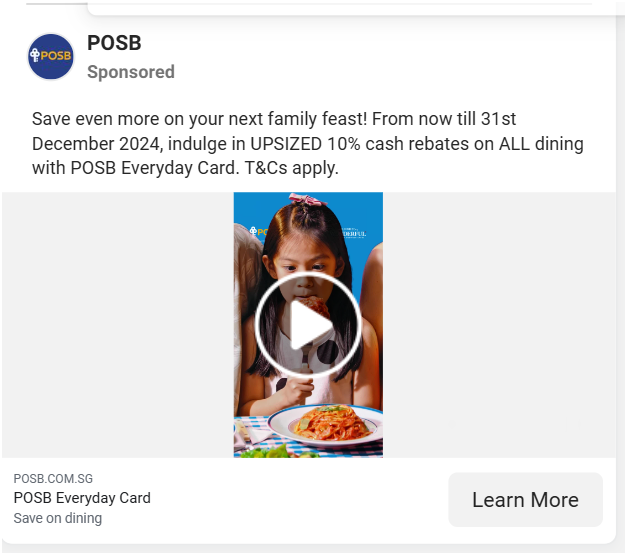 POSB
POSB
Sponsored
Save even more on your next family feast! From now till 31st
December 2024, indulge in UPSIZED 10% cash rebates on ALL dining
with POSB Everyday Card. T&Cs apply.
POSB.COM.SG
POSB Everyday Card
Save on dining
Learn More